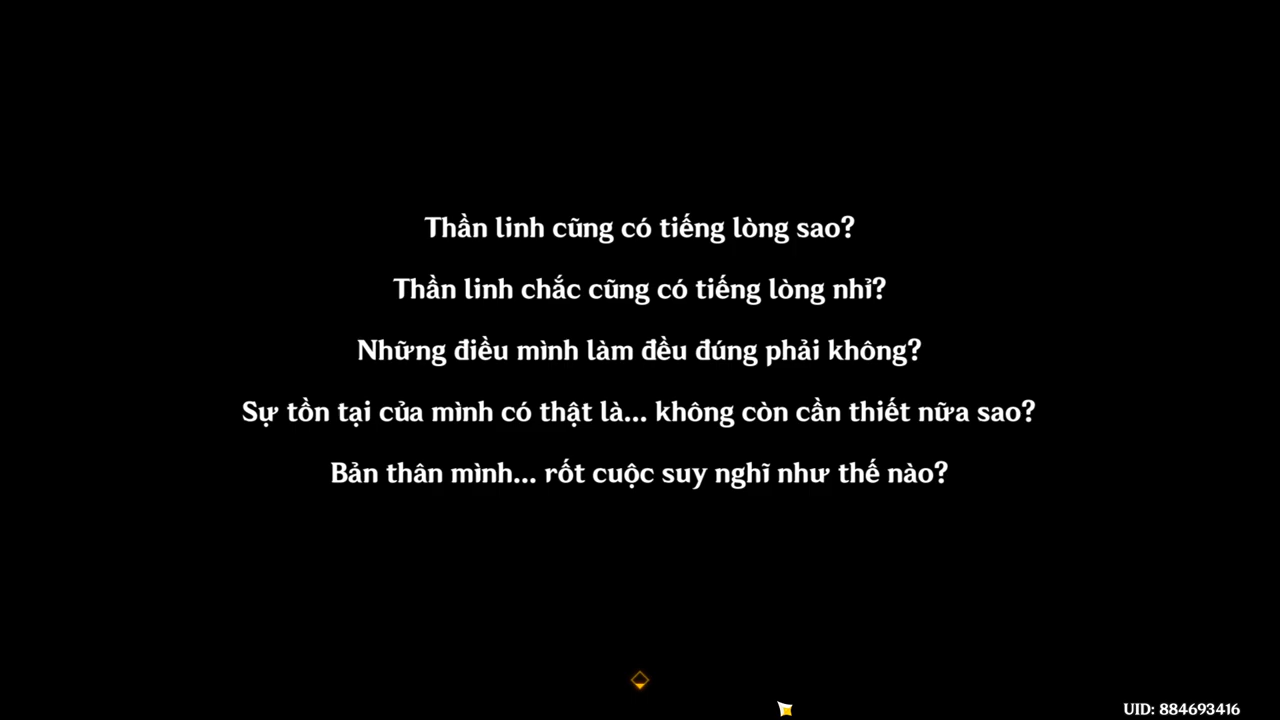 Thần linh cũng có tiếng lòng sao?
Thần linh chắc cũng có tiếng lòng nhỉ?
Những điều mình làm đều đúng phải không?
Sự tồn tại của mình có thật là... không còn cần thiết nữa sao?
Bản thân mình... rốt cuộc suy nghĩ như thế nào?
UID: 884693416